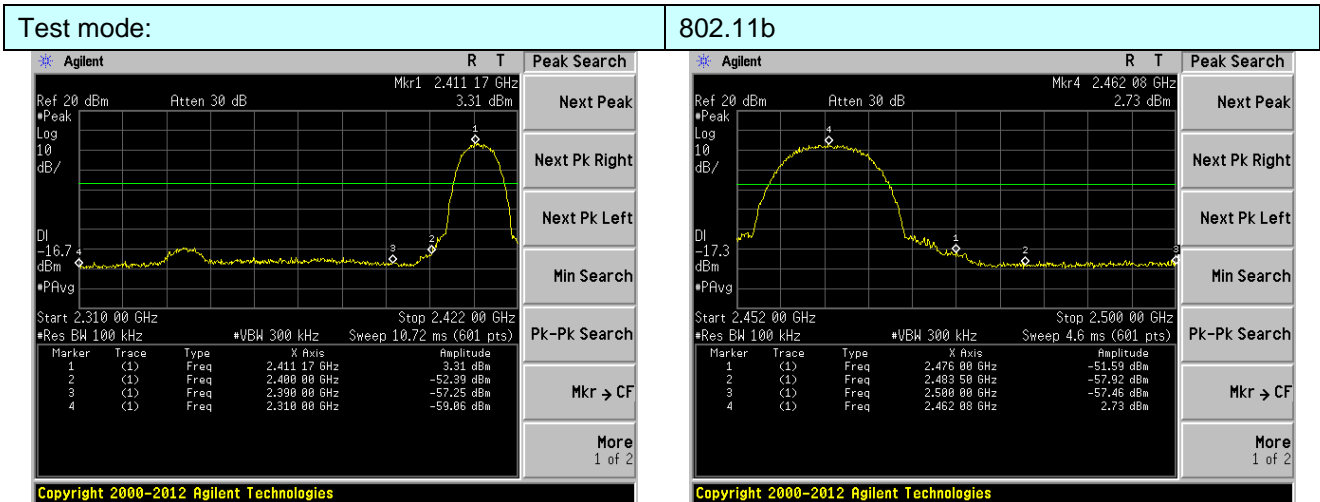 Test mode: 802.11b
Agilent R T Peak Search
Mkr1 2.411 17 GHz
Ref 20 dBm Atten 30 dB 3.31 dBm
#Peak
Log
10
dB/
1
2
3
4
DI
-16.7
dBm
#PAvg
Start 2.310 00 GHz Stop 2.422 00 GHz
#Res BW 100 kHz #VBW 300 kHz Sweep 10.72 ms (601 pts)
Marker Trace Type X Axis Amplitude
1 (1) Freq 2.411 17 GHz 3.31 dBm
2 (1) Freq 2.400 00 GHz -52.39 dBm
3 (1) Freq 2.390 00 GHz -57.25 dBm
4 (1) Freq 2.310 00 GHz -59.06 dBm
Next Peak
Next Pk Right
Next Pk Left
Min Search
Pk-Pk Search
Mkr → CF
More
1 of 2
Copyright 2000-2012 Agilent Technologies
Agilent R T Peak Search
Mkr4 2.462 08 GHz
Ref 20 dBm Atten 30 dB 2.73 dBm
#Peak
Log
10
dB/
4
1
2
3
DI
-17.3
dBm
#PAvg
Start 2.452 00 GHz Stop 2.500 00 GHz
#Res BW 100 kHz #VBW 300 kHz Sweep 4.6 ms (601 pts)
Marker Trace Type X Axis Amplitude
1 (1) Freq 2.476 00 GHz -51.59 dBm
2 (1) Freq 2.483 50 GHz -57.92 dBm
3 (1) Freq 2.500 00 GHz -57.46 dBm
4 (1) Freq 2.462 08 GHz 2.73 dBm
Next Peak
Next Pk Right
Next Pk Left
Min Search
Pk-Pk Search
Mkr → CF
More
1 of 2
Copyright 2000-2012 Agilent Technologies